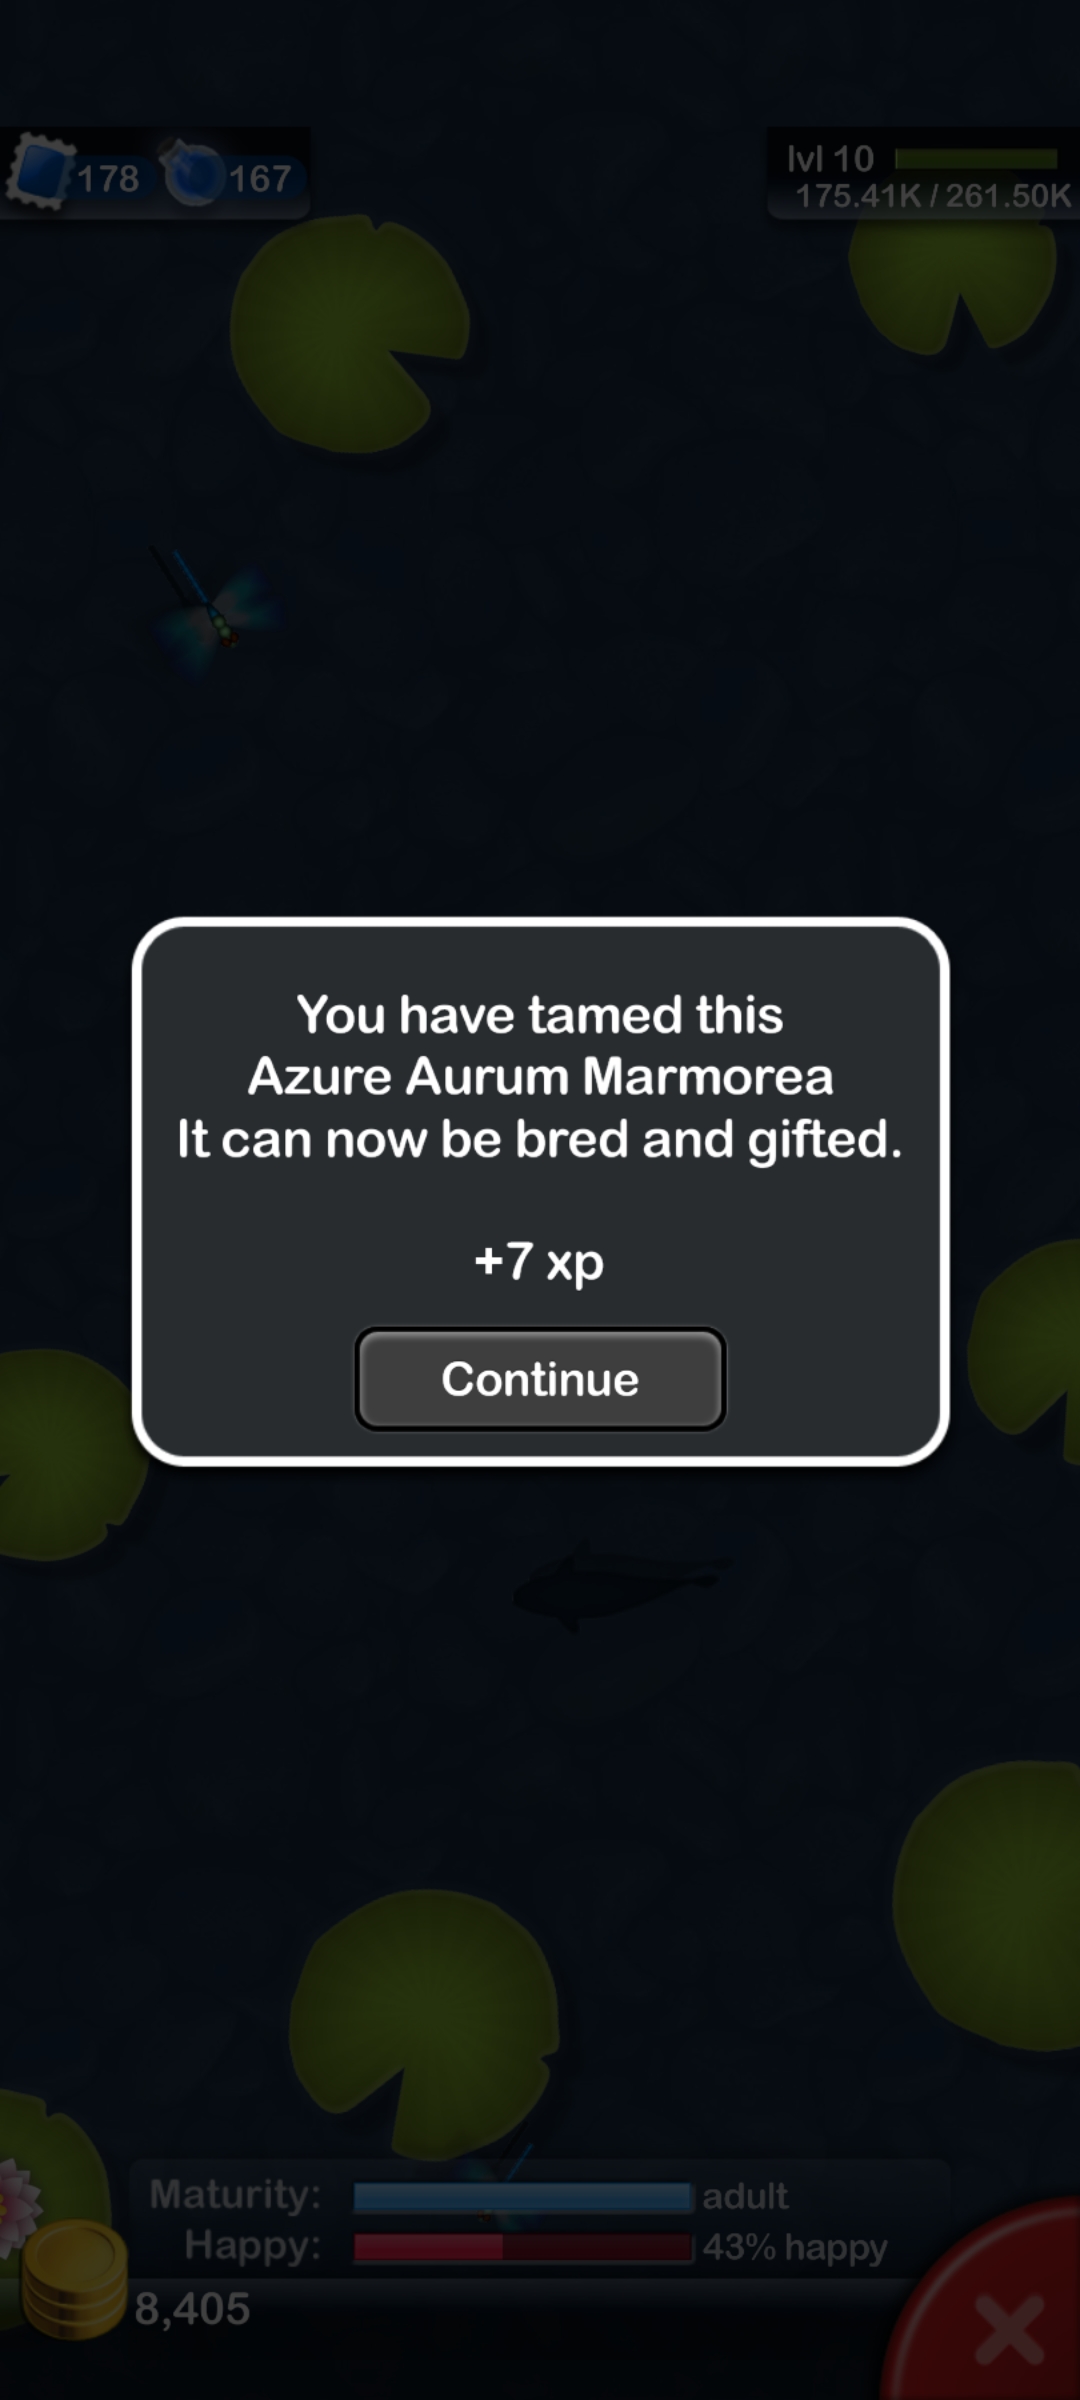 178
167
lvl 10
175.41K / 261.50K
You have tamed this
Azure Aurum Marmorea
It can now be bred and gifted.
+7 xp
Continue
Maturity:
adult
Happy:
43% happy
8,405